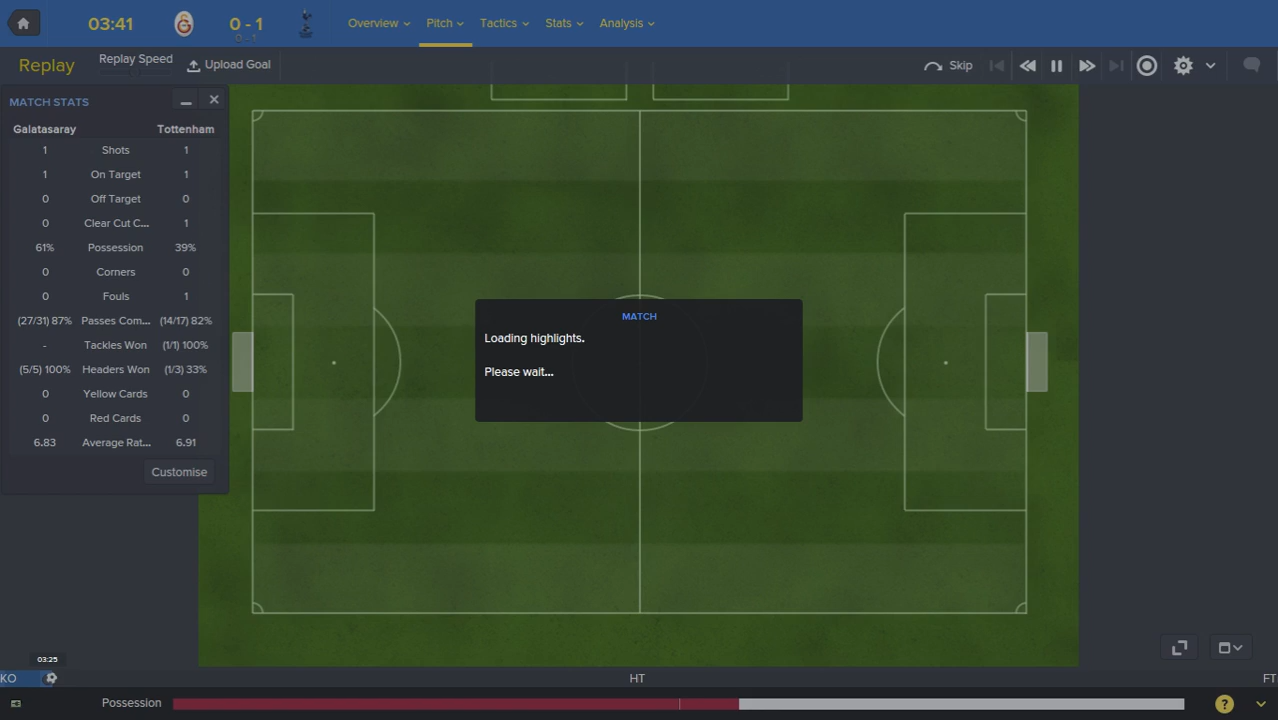 03:41
0 - 1
0 - 1
Overview
Pitch
Tactics
Stats
Analysis
Replay
Replay Speed
Upload Goal
Skip
MATCH STATS
Galatasaray Tottenham
1 Shots 1
1 On Target 1
0 Off Target 0
0 Clear Cut C... 1
61% Possession 39%
0 Corners 0
0 Fouls 1
(27/31) 87% Passes Com... (14/17) 82%
- Tackles Won (1/1) 100%
(5/5) 100% Headers Won (1/3) 33%
0 Yellow Cards 0
0 Red Cards 0
6.83 Average Rat... 6.91
Customise
MATCH
Loading highlights.
Please wait...
03:25
KO HT FT
Possession
?